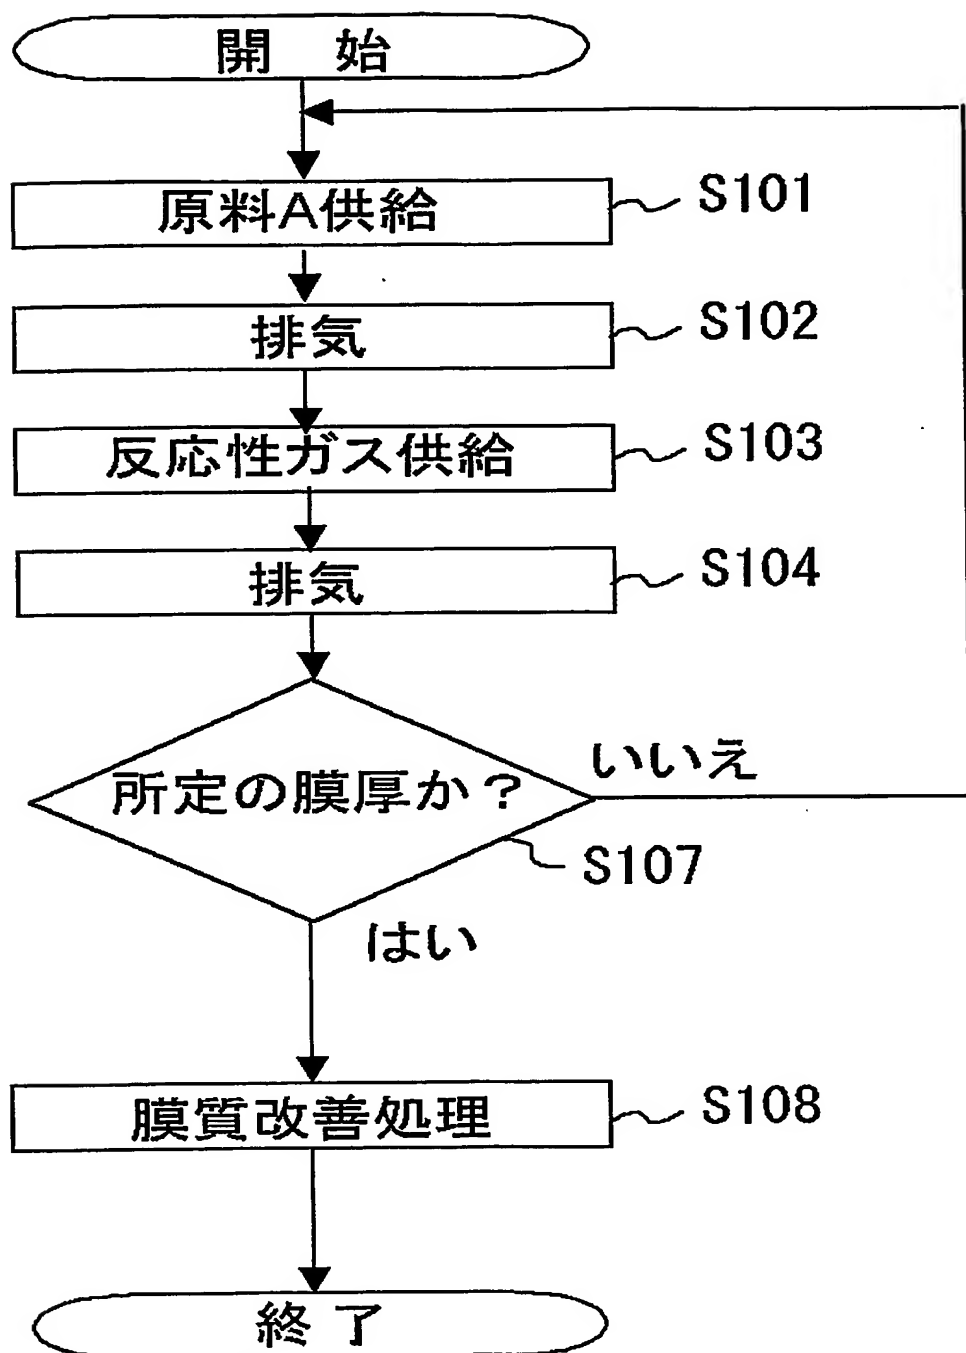 開 始
原料A供給
S101
排気
S102
反応性ガス供給
S103
排気
S104
所定の膜厚か？
いいえ
S107
はい
膜質改善処理
S108
終了